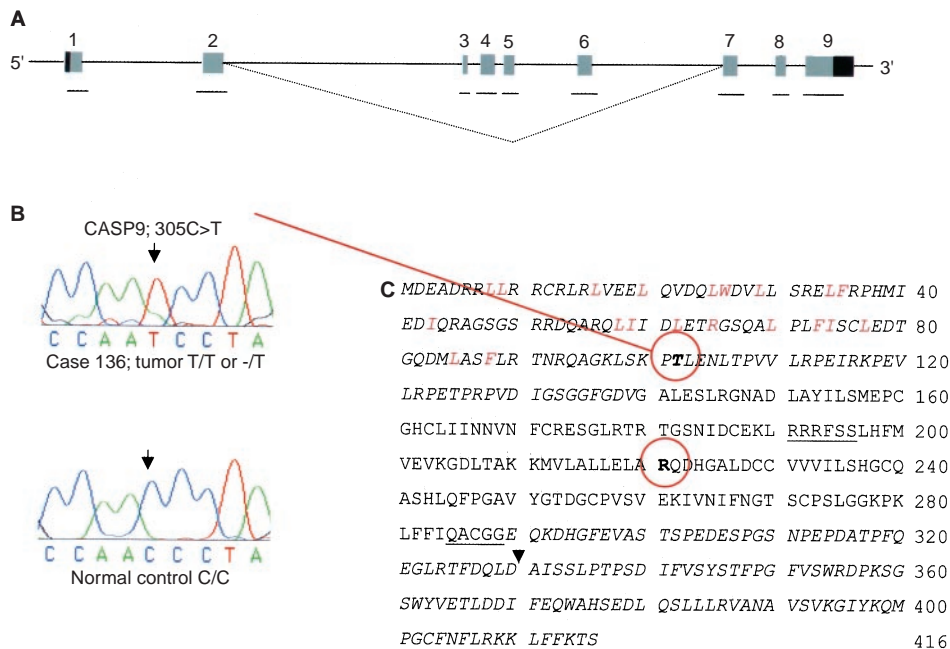 A
1 2 3 4 5 6 7 8 9
5' 3'
B
CASP9; 305C>T
C C A A T C C T A
Case 136; tumor T/T or -/T
C C A A C C C T A
Normal control C/C
C MDEADRRLLR RCRLRLVEEL QVDQLWDVLL SRELFRPHMI 40
EDIQRAGSGS RRDQARQLII DLETRGSQAL PLFISCLEDT 80
GQDMLASFLR TNRQAGKLSK PTLENLTPVV LRPEIRKPEV 120
LRPETPRPVD IGSGGFGDVG ALESLRGNAD LAYILSMEPC 160
GHCLIINNVN FCRESGLRTR TGSNIDCEKL RRRFSSLHFM 200
VEVKGDLTAK KMVLALLELA RQDHGALDCC VVVILSHGCQ 240
ASHLQFPGAV YGTDGCPVSV EKIVNIFNGT SCPSLGGKPK 280
LFFIQACGGE QKDHGFEVAS TSPEDESPGS NPEPDATPFQ 320
EGLRTFDQLD AISSLPTPSD IFVSYSTFPG FVSWRDPKSG 360
SWYVETLDDI FEQWAHSEDL QSLLLRVANA VSVKGIYKQM 400
PGCFNFLRKK LFFKTS 416